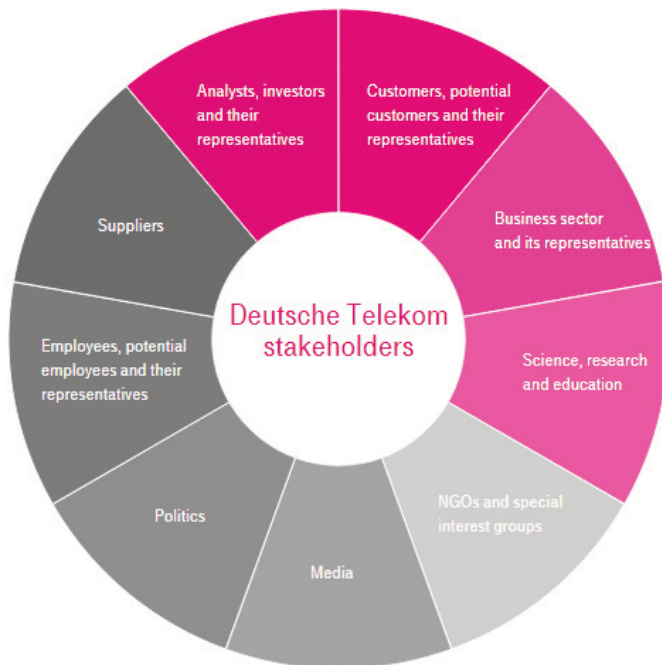 Analysts, investors
and their
representatives
Customers, potential
customers and their
representatives
Business sector
and its representatives
Science, research
and education
NGOs and special
interest groups
Media
Politics
Employees, potential
employees and their
representatives
Suppliers
Deutsche Telekom
stakeholders